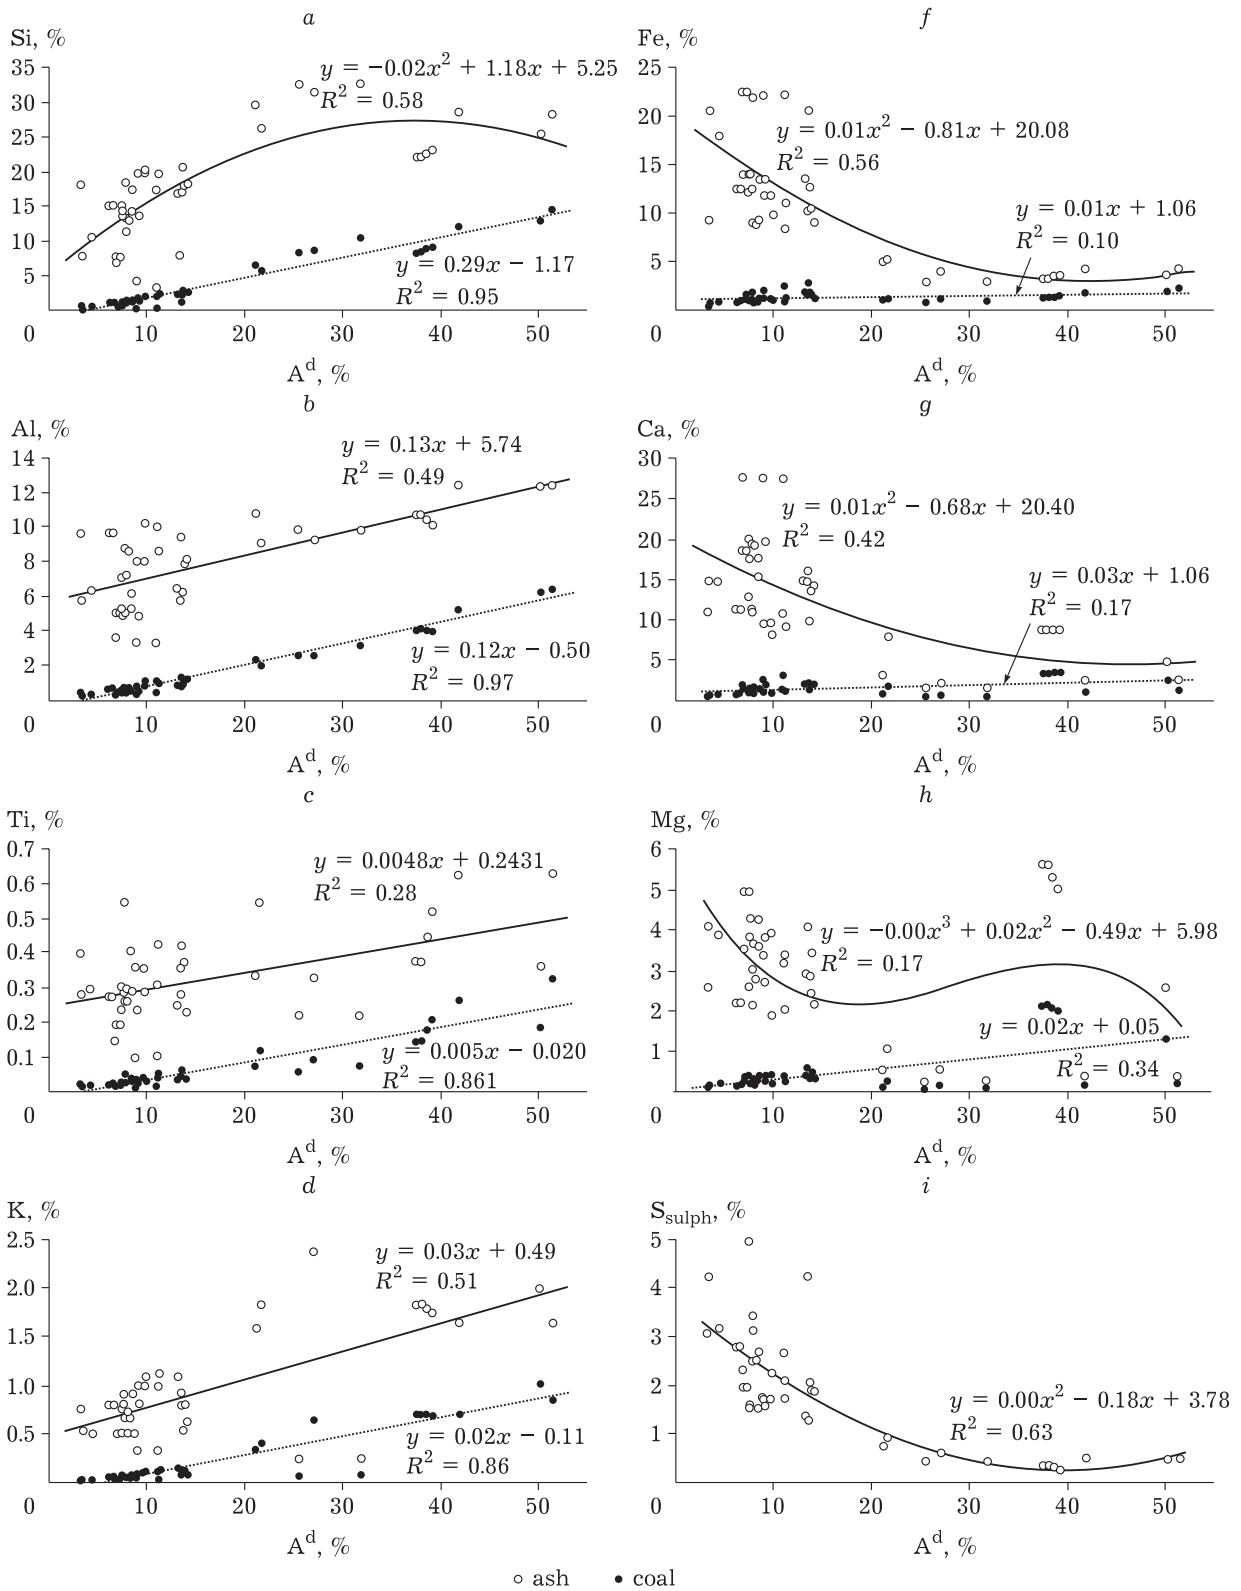 a
Si, %
35
30
25
20
15
10
5
0
10
20
30
40
50
y = −0.02x² + 1.18x + 5.25
R² = 0.58
y = 0.29x − 1.17
R² = 0.95
Aᵈ, %
f
Fe, %
25
20
15
10
5
0
10
20
30
40
50
y = 0.01x² − 0.81x + 20.08
R² = 0.56
y = 0.01x + 1.06
R² = 0.10
Aᵈ, %
b
Al, %
14
12
10
8
6
4
2
0
10
20
30
40
50
y = 0.13x + 5.74
R² = 0.49
y = 0.12x − 0.50
R² = 0.97
Aᵈ, %
g
Ca, %
30
25
20
15
10
5
0
10
20
30
40
50
y = 0.01x² − 0.68x + 20.40
R² = 0.42
y = 0.03x + 1.06
R² = 0.17
Aᵈ, %
c
Ti, %
0.7
0.6
0.5
0.4
0.3
0.2
0.1
0
10
20
30
40
50
y = 0.0048x + 0.2431
R² = 0.28
y = 0.005x − 0.020
R² = 0.861
Aᵈ, %
h
Mg, %
6
5
4
3
2
1
0
10
20
30
40
50
y = −0.00x³ + 0.02x² − 0.49x + 5.98
R² = 0.17
y = 0.02x + 0.05
R² = 0.34
Aᵈ, %
d
K, %
2.5
2.0
1.5
1.0
0.5
0
10
20
30
40
50
y = 0.03x + 0.49
R² = 0.51
y = 0.02x − 0.11
R² = 0.86
Aᵈ, %
i
Ssulph, %
5
4
3
2
1
0
10
20
30
40
50
y = 0.00x² − 0.18x + 3.78
R² = 0.63
Aᵈ, %
ash
coal